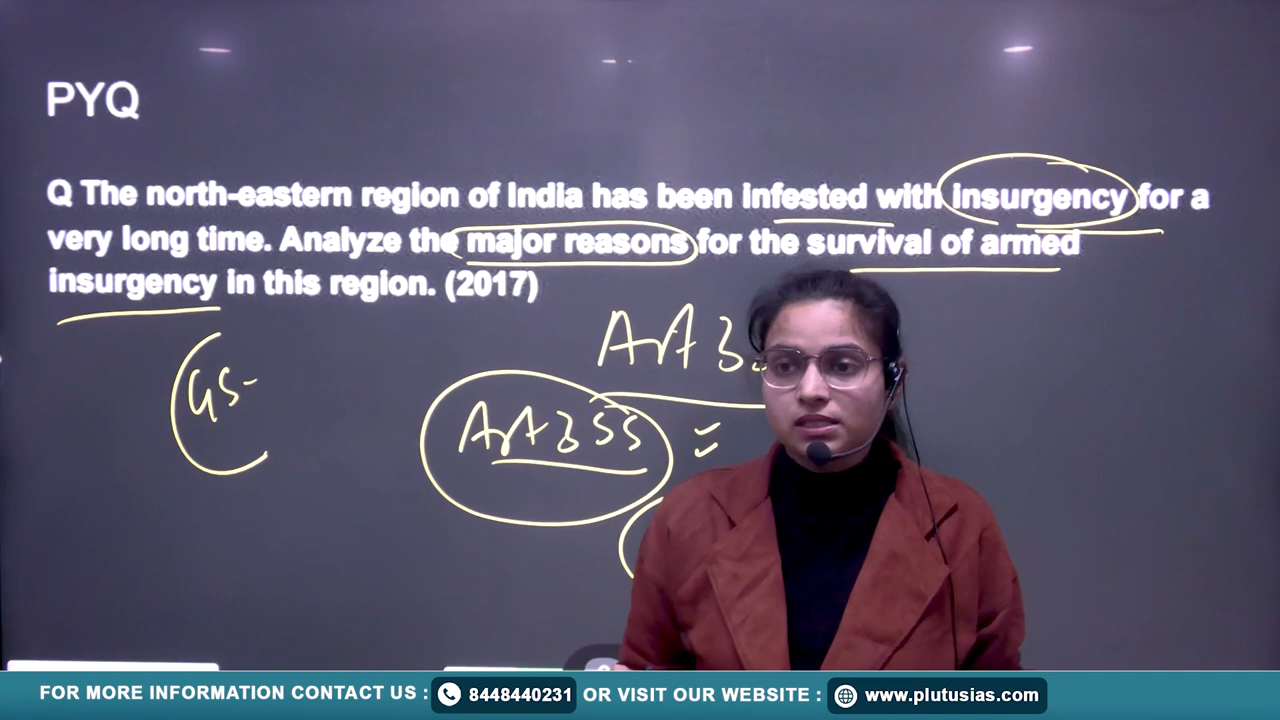 PYQ
Q The north-eastern region of India has been infested with insurgency for a
very long time. Analyze the major reasons for the survival of armed
insurgency in this region. (2017)
GS-
Art 355 =
FOR MORE INFORMATION CONTACT US : 8448440231 OR VISIT OUR WEBSITE : www.plutusias.com